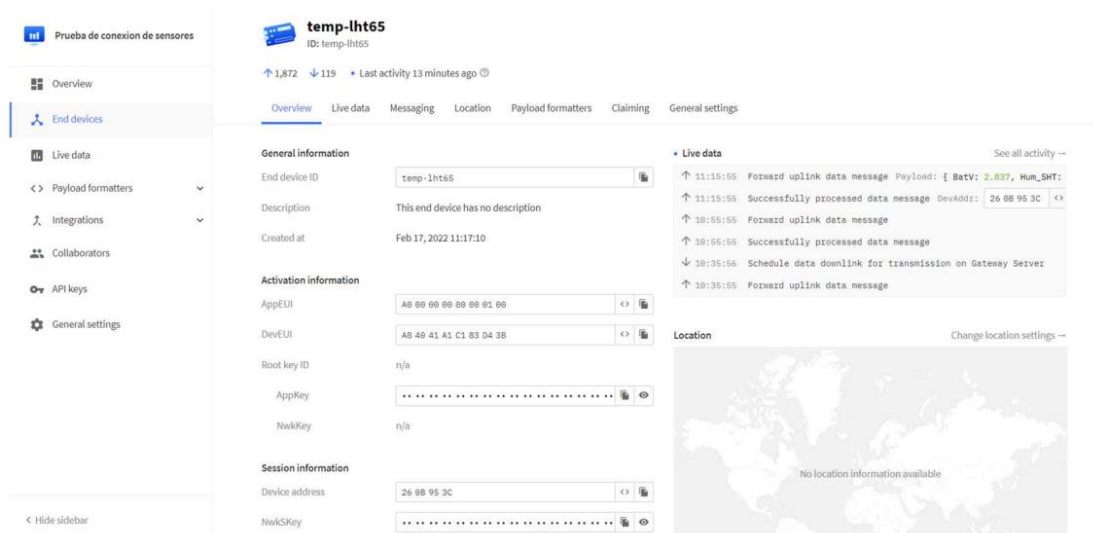 Prueba de conexion de sensores
Overview
End devices
Live data
Payload formatters
Integrations
Collaborators
API keys
General settings
< Hide sidebar
temp-lht65
ID: temp-lht65
↑ 1,872 ↓ 119 • Last activity 13 minutes ago
Overview Live data Messaging Location Payload formatters Claiming General settings
General information
End device ID temp-lht65
Description This end device has no description
Created at Feb 17, 2022 11:17:10
Activation information
AppEUI A0 00 00 00 00 00 01 00
DevEUI A8 40 41 A1 C1 83 D4 3B
Root key ID n/a
AppKey
NwkKey n/a
Session information
Device address 26 0B 95 3C
NwkSKey
• Live data See all activity →
↑ 11:15:55 Forward uplink data message Payload: { BatV: 2.837, Hum_SHT:
↑ 11:15:55 Successfully processed data message DevAddr: 26 0B 95 3C <>
↑ 10:55:55 Forward uplink data message
↑ 10:55:55 Successfully processed data message
↓ 10:35:56 Schedule data downlink for transmission on Gateway Server
↑ 10:35:55 Forward uplink data message
Location Change location settings →
No location information available